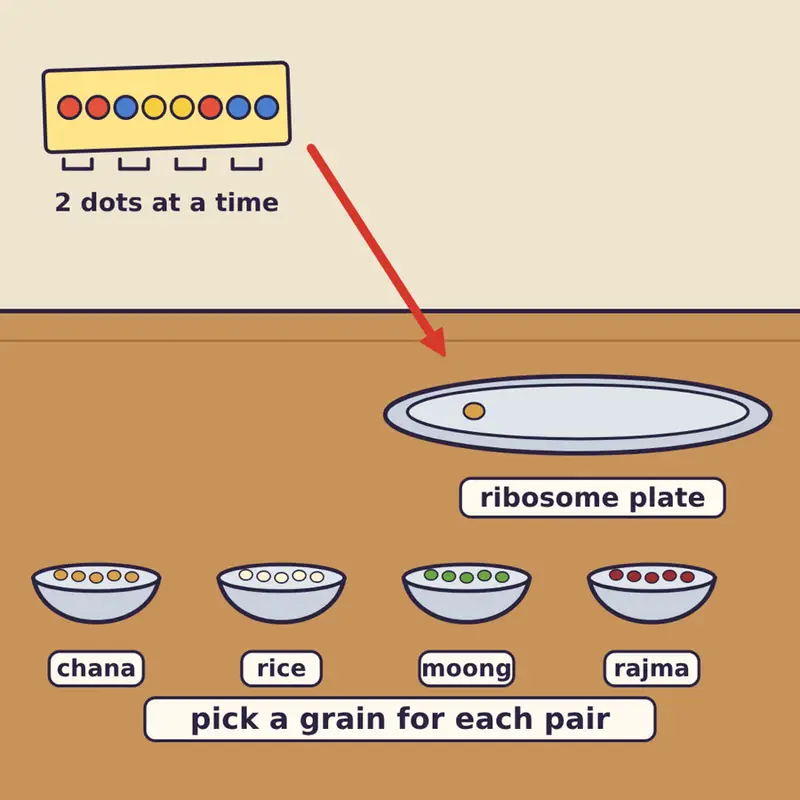 2 dots at a time
ribosome plate
chana
rice
moong
rajma
pick a grain for each pair